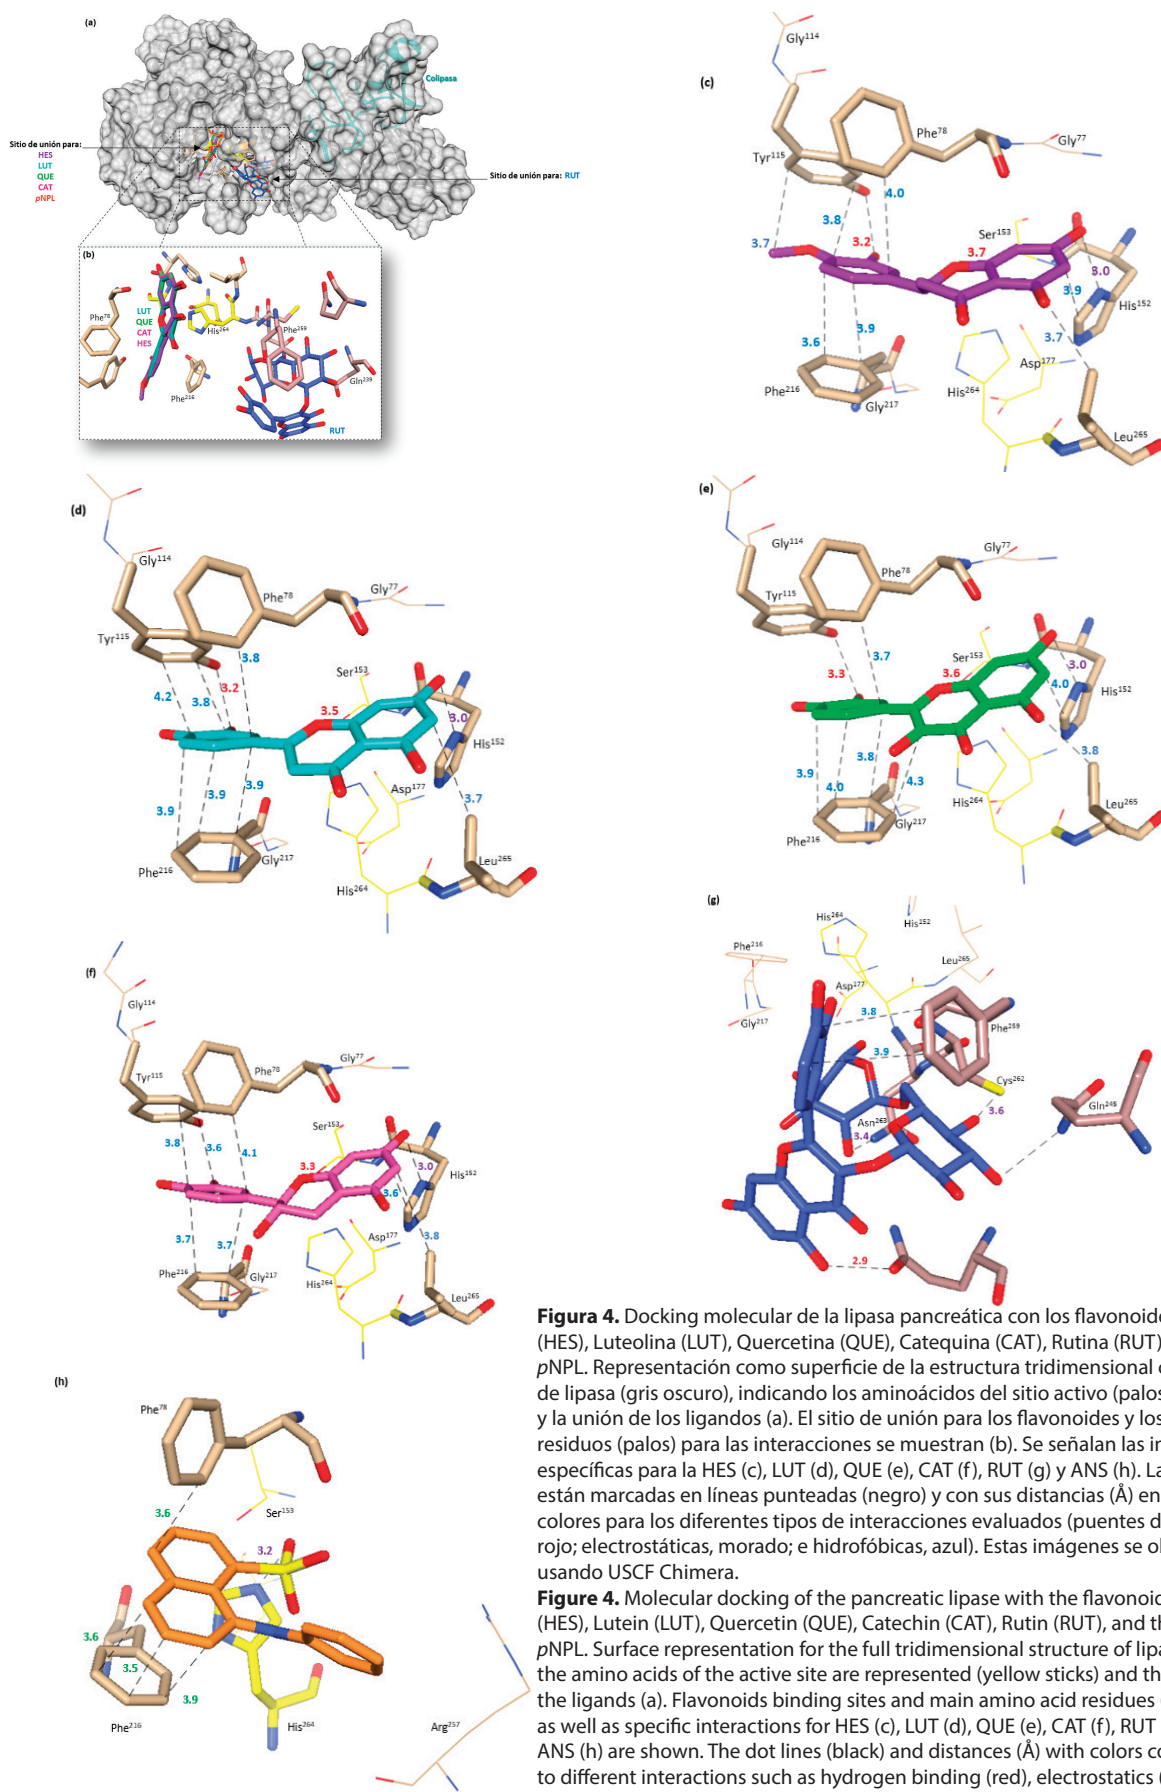 (a)
Colipasa
Sitio de unión para:
HES
LUT
QUE
CAT
pNPL
Sitio de unión para: RUT
(b)
Phe78
LUT
QUE
CAT
HES
His264
Phe259
Phe216
Gln239
RUT
(c)
Gly114
Phe78
Gly77
Tyr115
4.0
3.8
3.7
3.2
Ser153
3.7
3.0
3.9
His152
3.9
3.6
3.7
Asp177
Phe216
Gly217
His264
Leu265
(d)
Gly114
Phe78
Gly77
Tyr115
3.8
4.2
3.2
3.8
Ser153
3.5
3.0
His152
3.9
3.9
3.9
Asp177
3.7
Phe216
Gly217
Leu265
His264
(e)
Gly114
Gly77
Phe78
Tyr115
3.7
3.3
Ser153
3.6
3.0
4.0
His152
3.8
3.8
3.9
4.0
4.3
Asp177
Leu265
Phe216
Gly217
His264
(f)
Gly114
Gly77
Phe78
Tyr115
Ser153
3.8
3.6
4.1
3.3
3.0
His152
3.6
3.7
3.7
Asp177
3.8
Phe216
Gly217
His264
Leu265
(g)
His264
His152
Phe216
Leu265
Asp177
Gly217
3.8
Phe259
3.9
Cys262
3.6
Asn263
3.4
Gln245
2.9
(h)
Phe78
3.6
Ser153
3.2
3.6
3.5
3.9
Phe216
His264
Arg257
Figura 4. Docking molecular de la lipasa pancreática con los flavonoide
(HES), Luteolina (LUT), Quercetina (QUE), Catequina (CAT), Rutina (RUT)
pNPL. Representación como superficie de la estructura tridimensional
de lipasa (gris oscuro), indicando los aminoácidos del sitio activo (palos
y la unión de los ligandos (a). El sitio de unión para los flavonoides y los
residuos (palos) para las interacciones se muestran (b). Se señalan las in
específicas para la HES (c), LUT (d), QUE (e), CAT (f), RUT (g) y ANS (h). La
están marcadas en líneas punteadas (negro) y con sus distancias (Å) en
colores para los diferentes tipos de interacciones evaluados (puentes d
rojo; electrostáticas, morado; e hidrofóbicas, azul). Estas imágenes se ol
usando USCF Chimera.
Figure 4. Molecular docking of the pancreatic lipase with the flavonoid
(HES), Lutein (LUT), Quercetin (QUE), Catechin (CAT), Rutin (RUT), and th
pNPL. Surface representation for the full tridimensional structure of lipa
the amino acids of the active site are represented (yellow sticks) and th
the ligands (a). Flavonoids binding sites and main amino acid residues
as well as specific interactions for HES (c), LUT (d), QUE (e), CAT (f), RUT
ANS (h) are shown. The dot lines (black) and distances (Å) with colors co
to different interactions such as hydrogen binding (red), electrostatics (